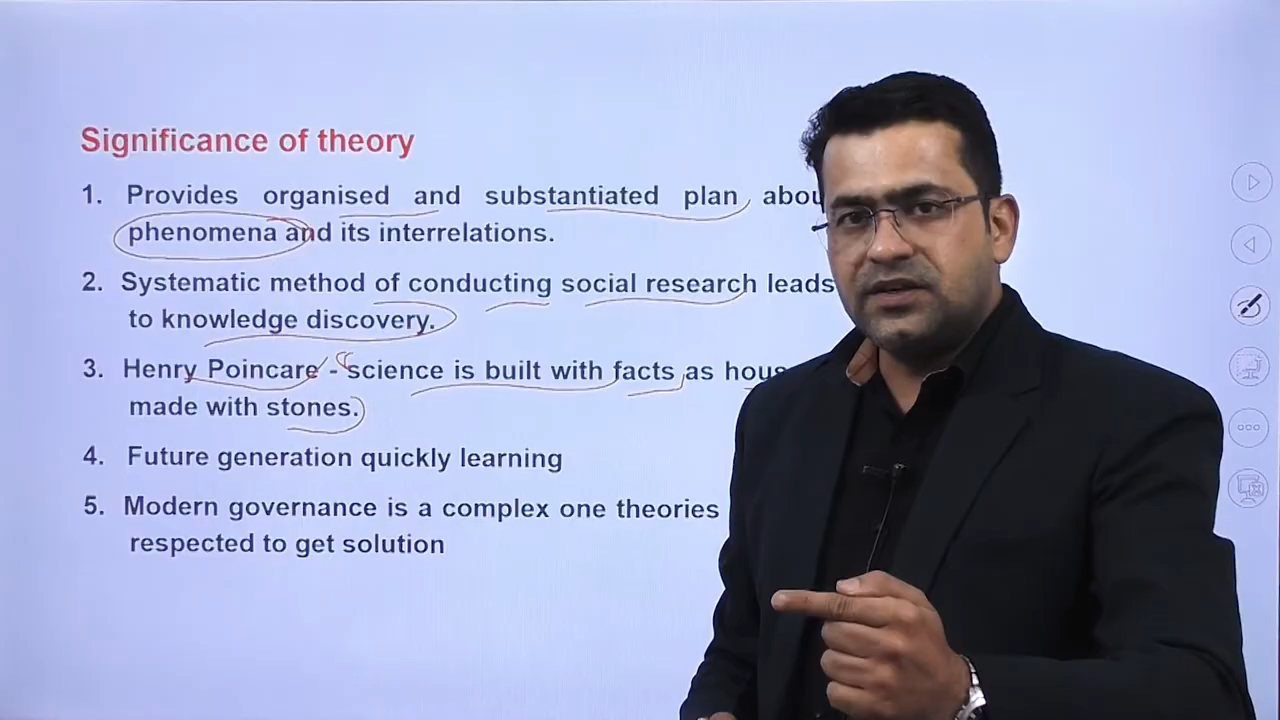 Significance of theory
1. Provides organised and substantiated plan abou
phenomena and its interrelations.
2. Systematic method of conducting social research leads
to knowledge discovery.
3. Henry Poincare - science is built with facts as hous
made with stones.
4. Future generation quickly learning
5. Modern governance is a complex one theories
respected to get solution